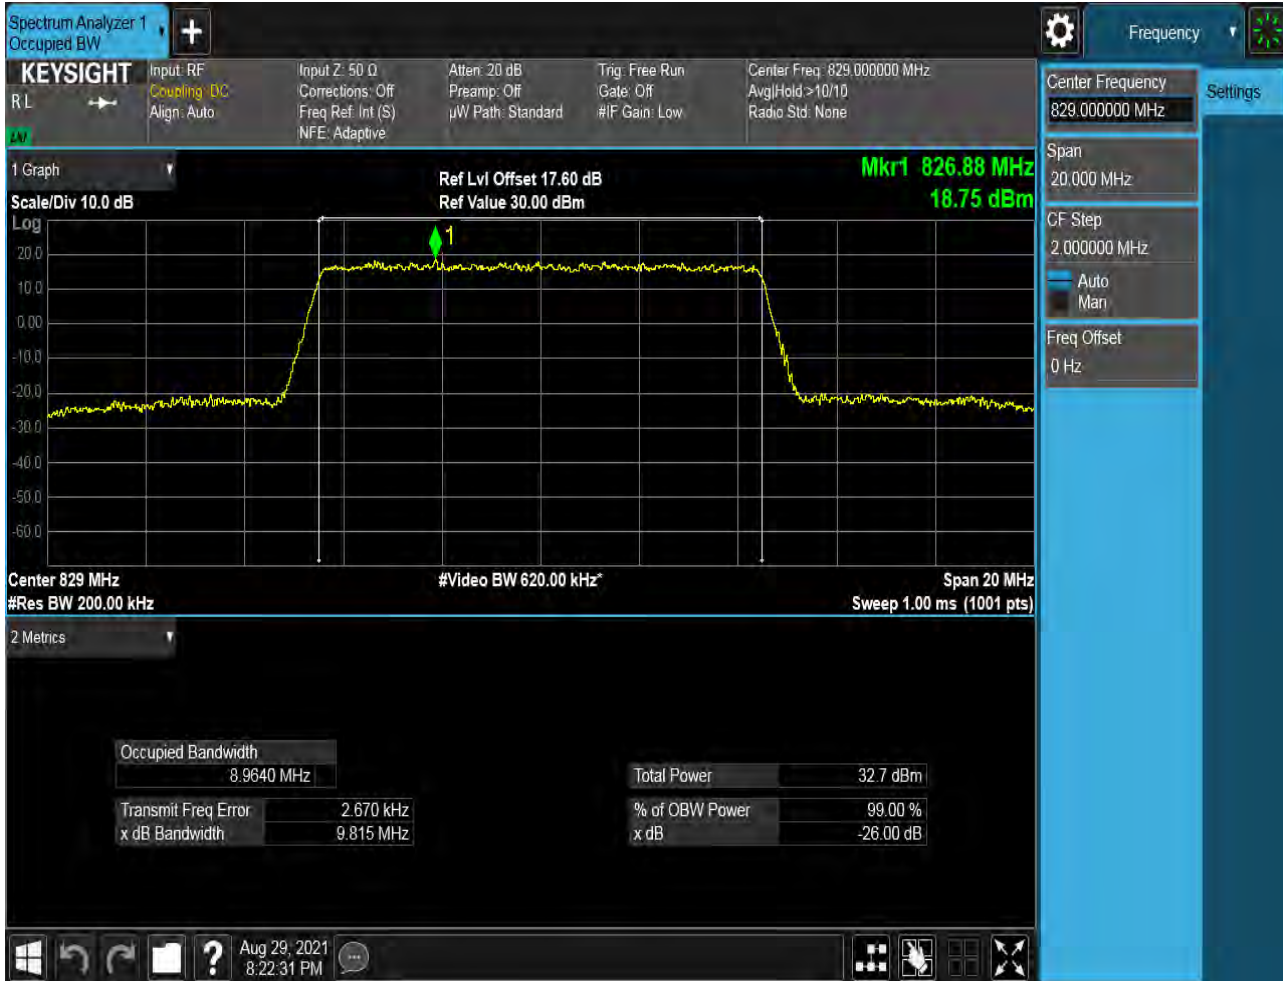 Spectrum Analyzer 1
Occupied BW
Frequency
KEYSIGHT
R L
Input: RF
Coupling: DC
Align: Auto
Input Z: 50 Ω
Corrections: Off
Freq Ref: Int (S)
NFE: Adaptive
Atten: 20 dB
Preamp: Off
µW Path: Standard
Trig: Free Run
Gate: Off
#IF Gain: Low
Center Freq: 829.000000 MHz
Avg|Hold:>10/10
Radio Std: None
Center Frequency
829.000000 MHz
Settings
Span
20.000 MHz
CF Step
2.000000 MHz
Auto
Man
Freq Offset
0 Hz
1 Graph
Scale/Div 10.0 dB
Ref Lvl Offset 17.60 dB
Ref Value 30.00 dBm
Mkr1 826.88 MHz
18.75 dBm
Log
1
20.0
10.0
0.00
-10.0
-20.0
-30.0
-40.0
-50.0
-60.0
Center 829 MHz
#Video BW 620.00 kHz*
Span 20 MHz
#Res BW 200.00 kHz
Sweep 1.00 ms (1001 pts)
2 Metrics
Occupied Bandwidth
8.9640 MHz
Total Power 32.7 dBm
Transmit Freq Error 2.670 kHz
% of OBW Power 99.00 %
x dB Bandwidth 9.815 MHz
x dB -26.00 dB
?
Aug 29, 2021
8:22:31 PM